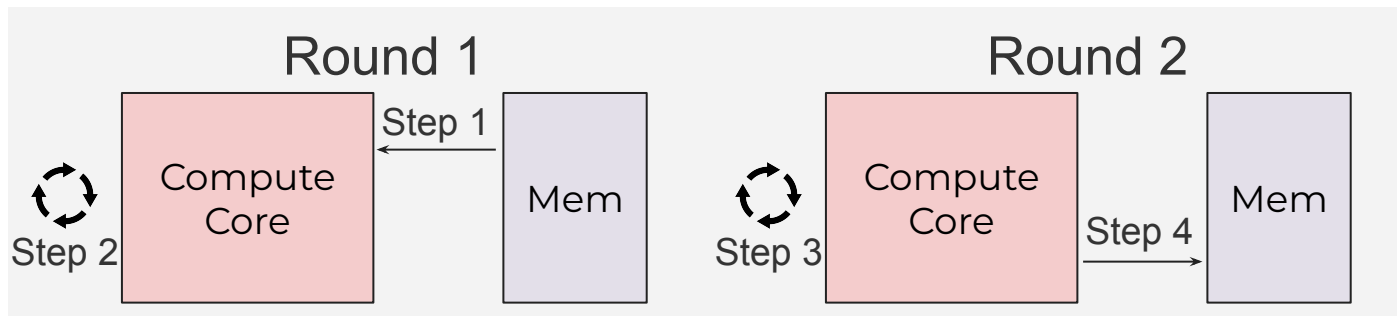 Round 1
Step 1
Compute
Core
Mem
Step 2
Round 2
Compute
Core
Mem
Step 4
Step 3